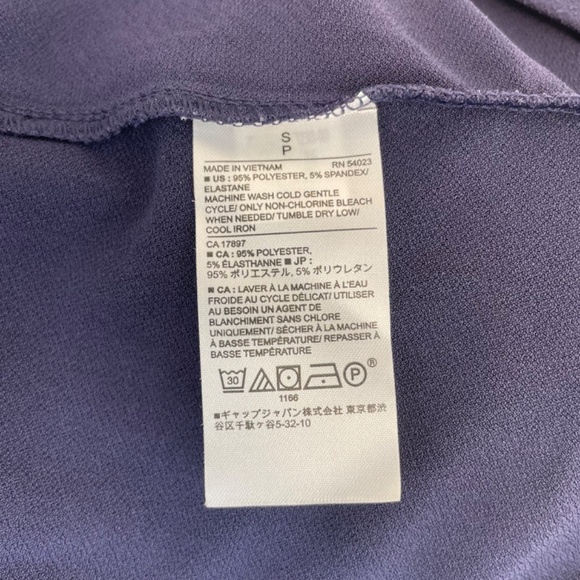 S
P
MADE IN VIETNAM RN 54023
■ US : 95% POLYESTER, 5% SPANDEX/
ELASTANE
MACHINE WASH COLD GENTLE
CYCLE/ ONLY NON-CHLORINE BLEACH
WHEN NEEDED/ TUMBLE DRY LOW/
COOL IRON
CA 17897
■ CA : 95% POLYESTER,
5% ÉLASTHANNE ■ JP :
95% ポリエステル, 5% ポリウレタン
■ CA : LAVER À LA MACHINE À L'EAU
FROIDE AU CYCLE DÉLICAT/ UTILISER
AU BESOIN UN AGENT DE
BLANCHIMENT SANS CHLORE
UNIQUEMENT/ SÉCHER À LA MACHINE
À BASSE TEMPÉRATURE/ REPASSER À
BASSE TEMPÉRATURE
30 P ®
1166
■ギャップジャパン株式会社 東京都渋
谷区千駄ヶ谷5-32-10